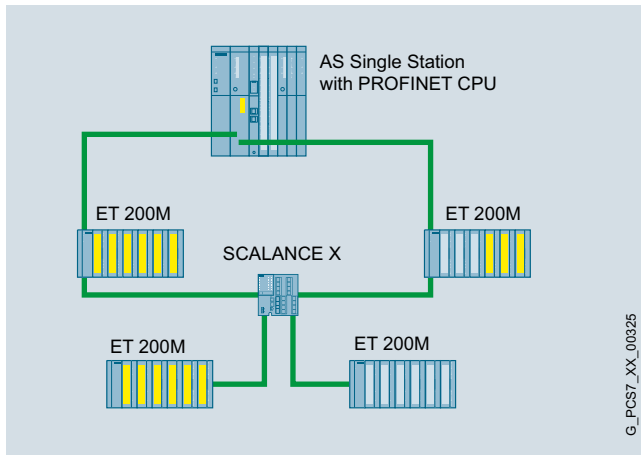 AS Single Station
with PROFINET CPU
ET 200M
ET 200M
SCALANCE X
ET 200M
ET 200M
G_PCS7_XX_00325